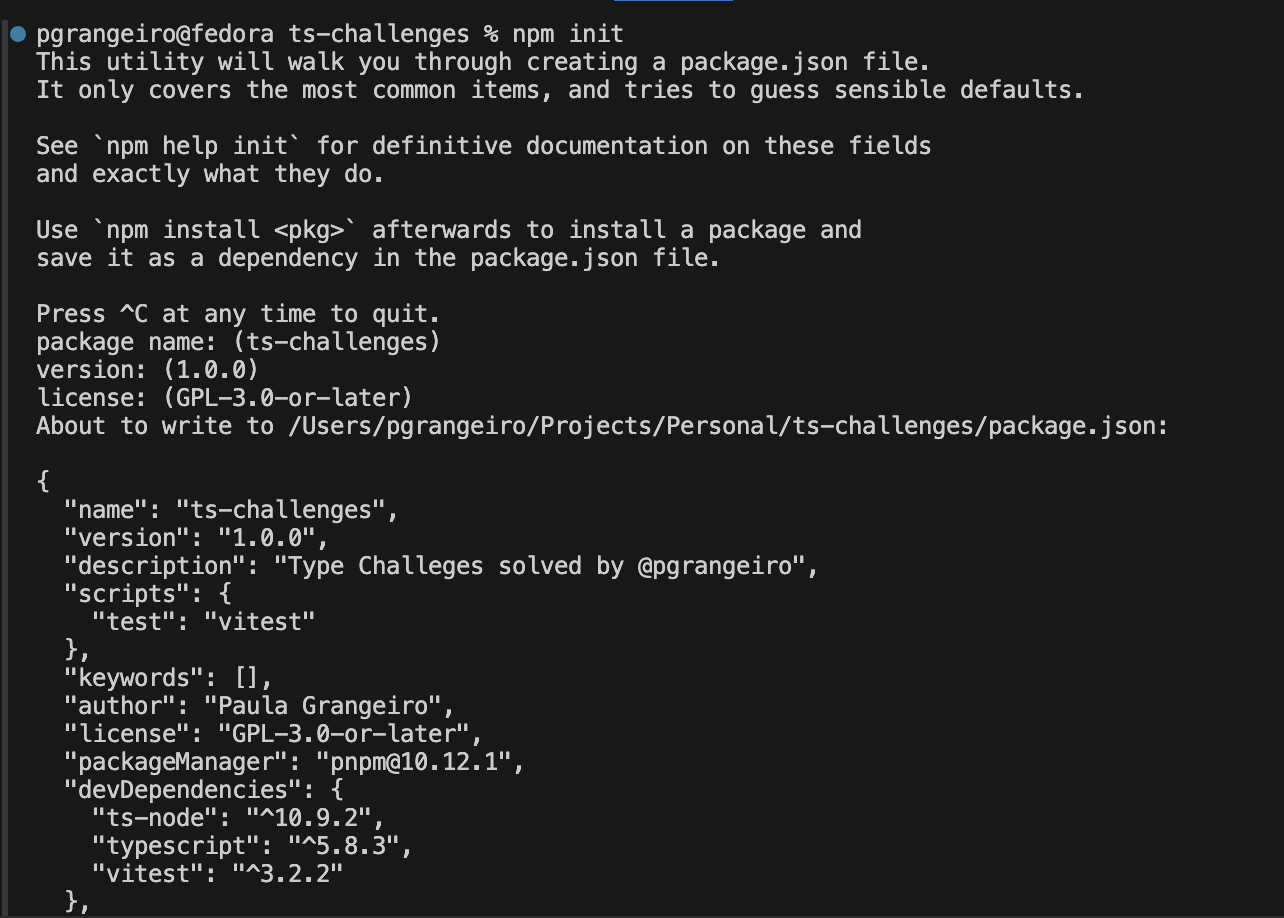 pgrangeiro@fedora ts-challenges % npm init
This utility will walk you through creating a package.json file.
It only covers the most common items, and tries to guess sensible defaults.

See `npm help init` for definitive documentation on these fields
and exactly what they do.

Use `npm install <pkg>` afterwards to install a package and
save it as a dependency in the package.json file.

Press ^C at any time to quit.
package name: (ts-challenges)
version: (1.0.0)
license: (GPL-3.0-or-later)
About to write to /Users/pgrangeiro/Projects/Personal/ts-challenges/package.json:

{
  "name": "ts-challenges",
  "version": "1.0.0",
  "description": "Type Challeges solved by @pgrangeiro",
  "scripts": {
    "test": "vitest"
  },
  "keywords": [],
  "author": "Paula Grangeiro",
  "license": "GPL-3.0-or-later",
  "packageManager": "pnpm@10.12.1",
  "devDependencies": {
    "ts-node": "^10.9.2",
    "typescript": "^5.8.3",
    "vitest": "^3.2.2"
  },